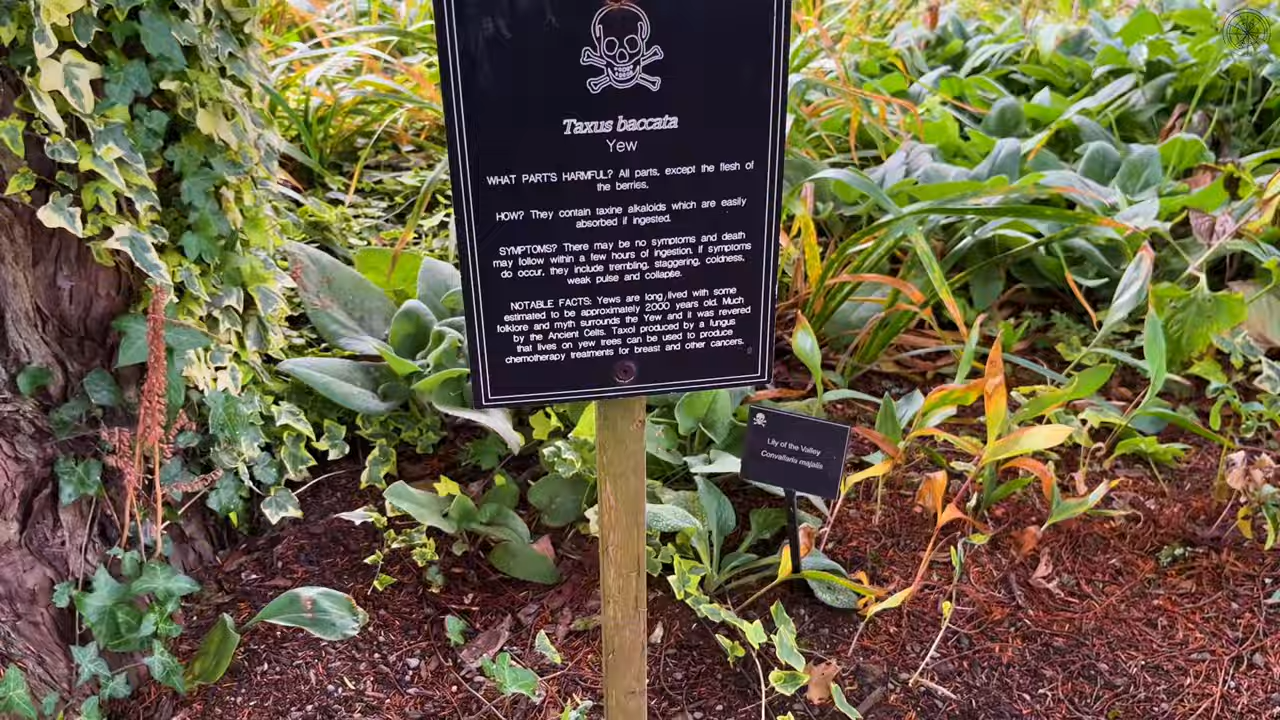 Taxus baccata
Yew
WHAT PART'S HARMFUL? All parts, except the flesh of
the berries.
HOW? They contain taxine alkaloids which are easily
absorbed if ingested.
SYMPTOMS? There may be no symptoms and death
may follow within a few hours of ingestion. If symptoms
do occur, they include trembling, staggering, coldness,
weak pulse and collapse.
NOTABLE FACTS: Yews are long lived with some
estimated to be approximately 2000 years old. Much
folklore and myth surrounds the Yew and it was revered
by the Ancient Celts. Taxol produced by a fungus
that lives on yew trees can be used to produce
chemotherapy treatments for breast and other cancers.
Lily of the Valley
Convallaria majalis